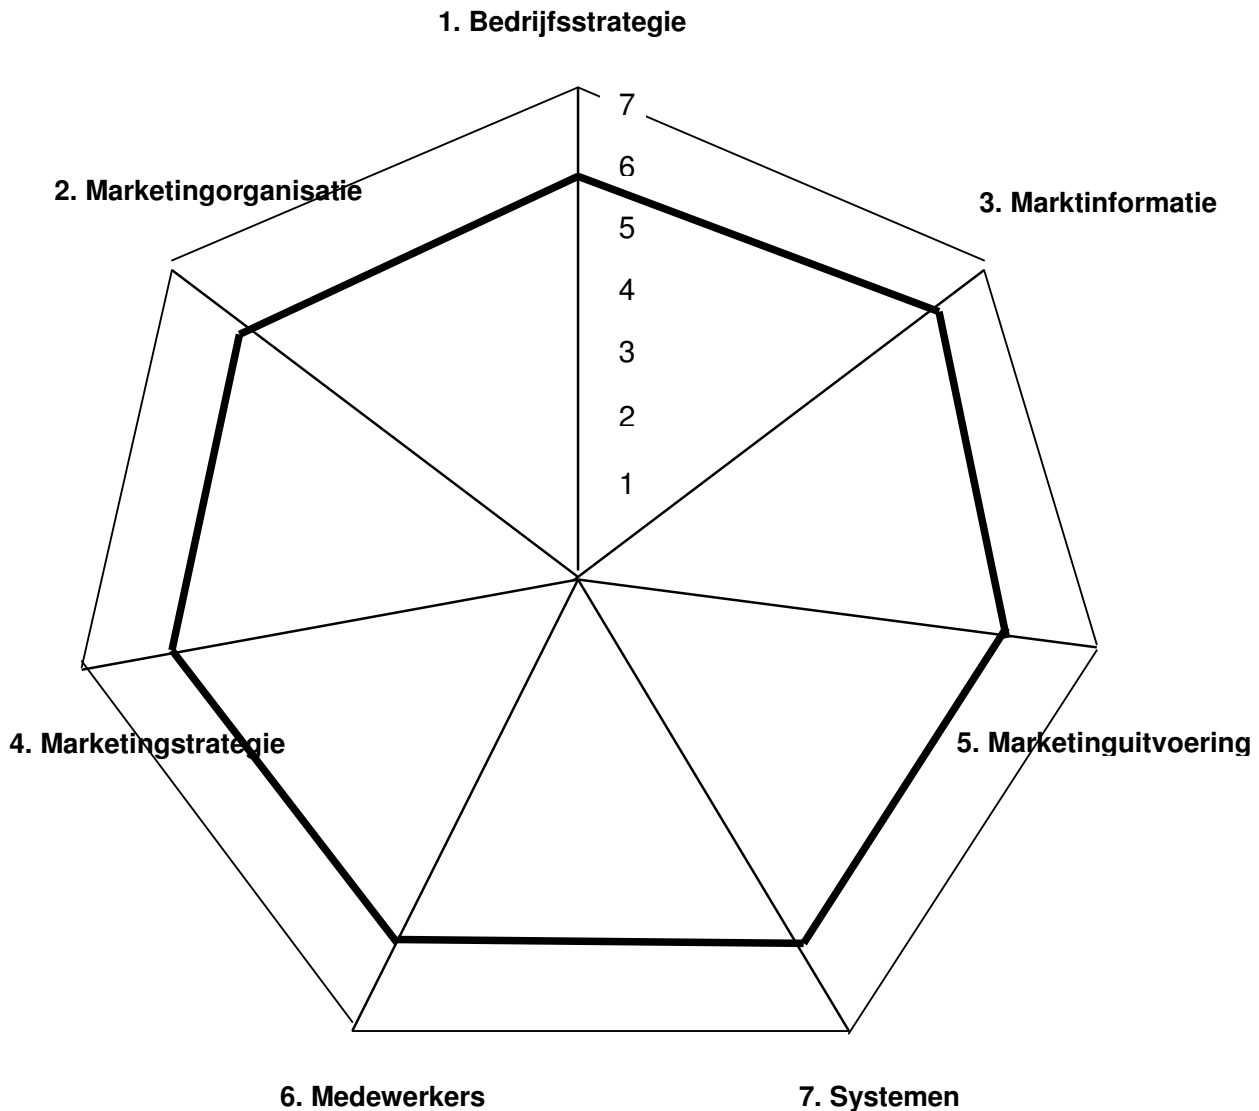 1. Bedrijfsstrategie
7
6
2. Marketingorganisatie
3. Marktinformatie
5
4
3
2
1
4. Marketingstrategie
5. Marketinguitvoering
6. Medewerkers
7. Systemen